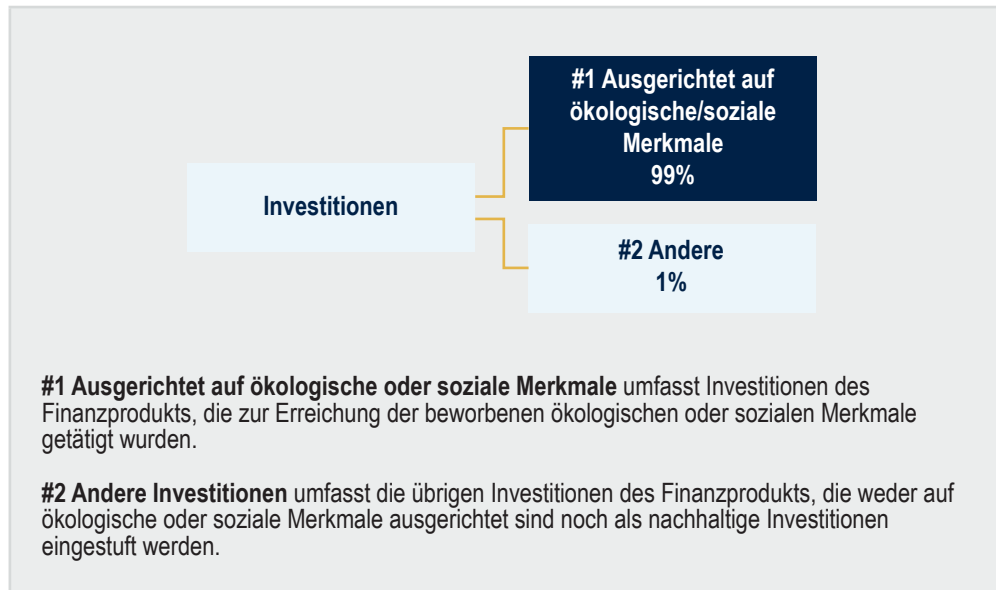 #1 Ausgerichtet auf
ökologische/soziale
Merkmale
99%
Investitionen
#2 Andere
1%
#1 Ausgerichtet auf ökologische oder soziale Merkmale umfasst Investitionen des
Finanzprodukts, die zur Erreichung der beworbenen ökologischen oder sozialen Merkmale
getätigt wurden.
#2 Andere Investitionen umfasst die übrigen Investitionen des Finanzprodukts, die weder auf
ökologische oder soziale Merkmale ausgerichtet sind noch als nachhaltige Investitionen
eingestuft werden.